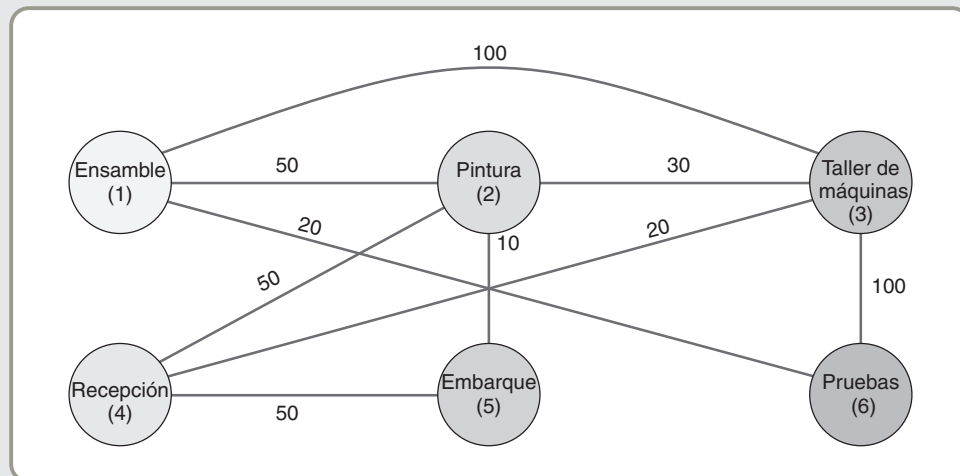 100
Ensamble
(1)
50
Pintura
(2)
30
Taller de
máquinas
(3)
20
10
20
50
100
Recepción
(4)
50
Embarque
(5)
Pruebas
(6)